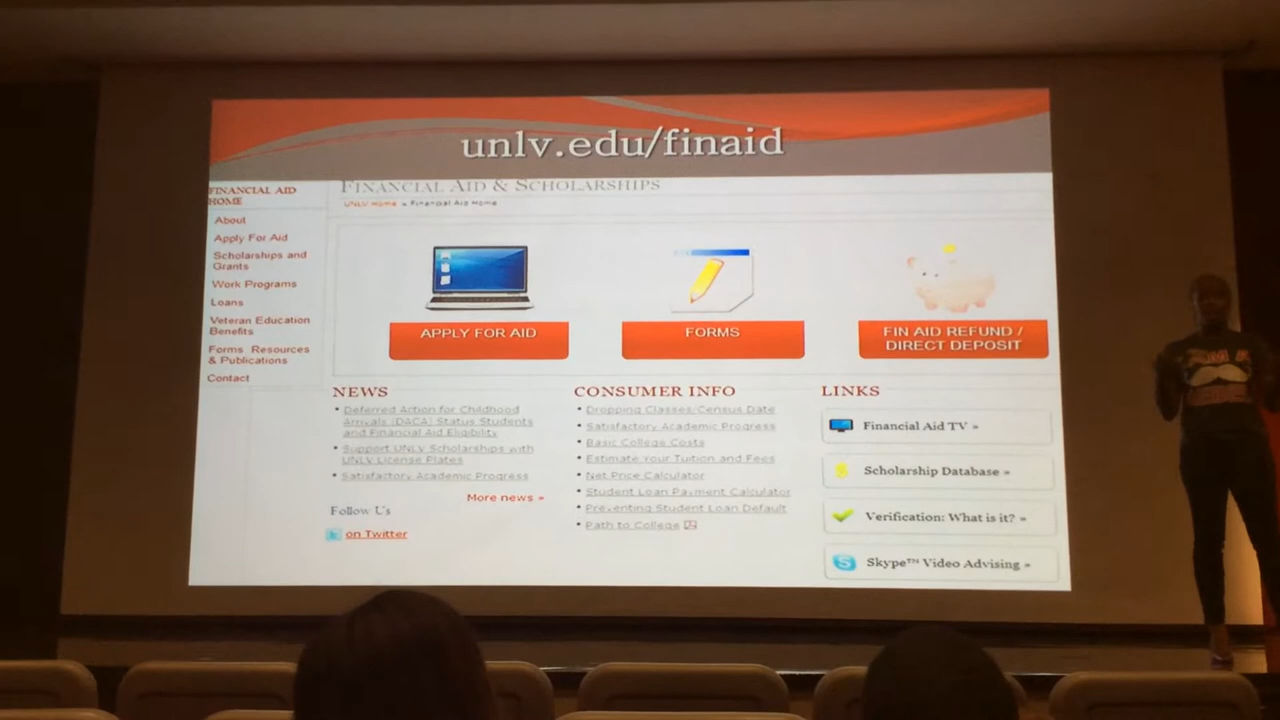 unlv.edu/finaid
FINANCIAL AID
HOME
About
Apply For Aid
Scholarships and
Grants
Work Programs
Loans
Veteran Education
Benefits
Forms Resources
& Publications
Contact
FINANCIAL AID & SCHOLARSHIPS
UNLV Home » Financial Aid Home
APPLY FOR AID
FORMS
FIN AID REFUND /
DIRECT DEPOSIT
NEWS
Deferred Action for Childhood
Arrivals (DACA) Status Students
and Financial Aid Eligibility
Support UNLV Scholarships with
UNLV License Plates
Satisfactory Academic Progress
More news »
Follow Us
on Twitter
CONSUMER INFO
Dropping Classes/Census Date
Satisfactory Academic Progress
Basic College Costs
Estimate Your Tuition and Fees
Net Price Calculator
Student Loan Payment Calculator
Preventing Student Loan Default
Path to College
LINKS
Financial Aid TV »
Scholarship Database »
Verification: What is it? »
Skype™ Video Advising »